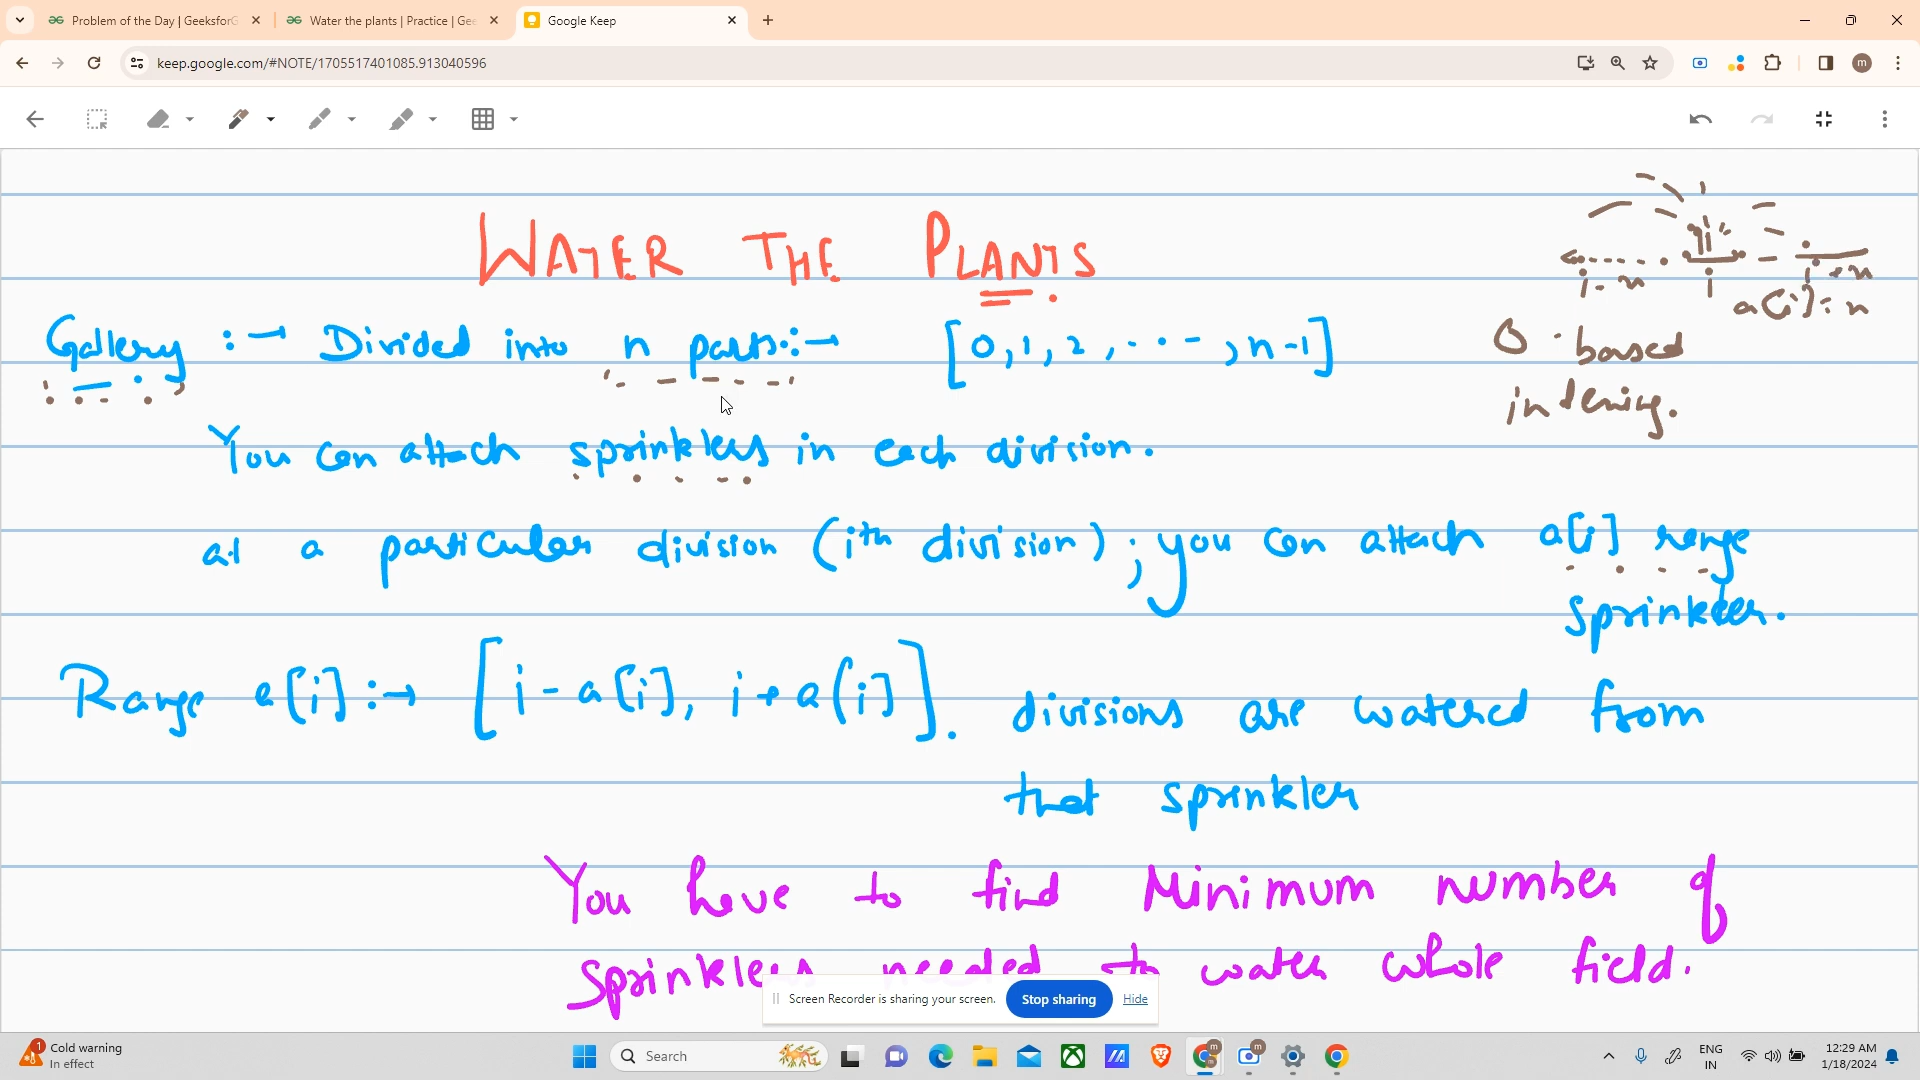 Problem of the Day | GeeksforG
Water the plants | Practice | Gee
Google Keep
keep.google.com/#NOTE/1705517401085.913040596
m
WATER THE PLANTS
i-n i i+n
a[i]=n
Gallery :→ Divided into n parts:→ [0,1,2,...,n-1]
0-based
indexing.
You can attach sprinklers in each division.
at a particular division (ith division); you can attach a[i] range
sprinkler.
Range a[i]:→ [i-a[i], i+a[i]]. divisions are watered from
that sprinkler
You have to find Minimum number of
sprinklers needed to water whole field.
Screen Recorder is sharing your screen. Stop sharing Hide
1 Cold warning
In effect
Search
m m
ENG
IN
12:29 AM
1/18/2024